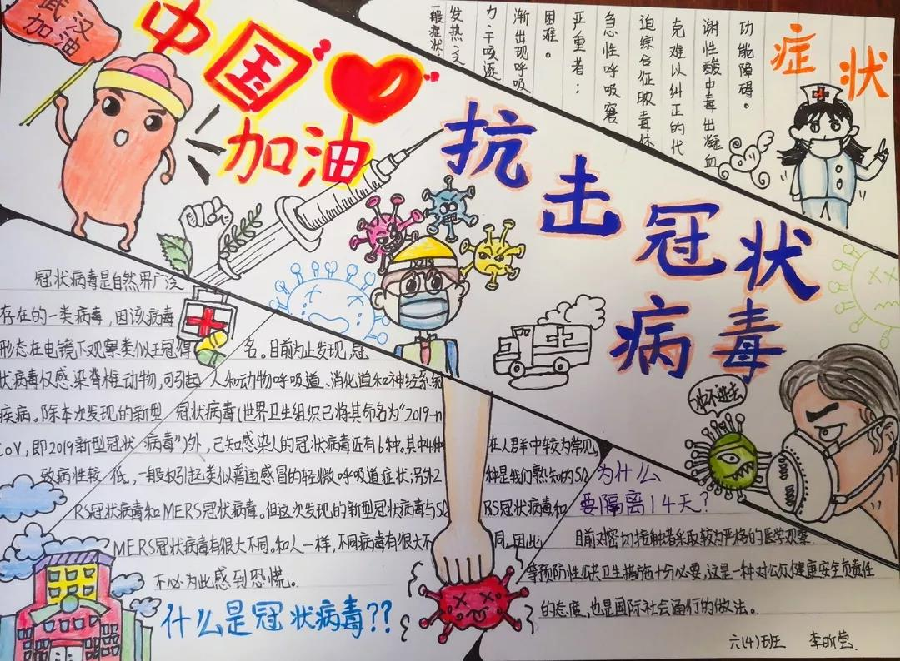 武汉
加油
中国
加油
症状
一般症状
发热、乏
力、干咳、逐
渐出现呼吸
困难。
严重者:
急性呼吸窘
迫综合征、脓毒休
克、难以纠正的代
谢性酸中毒、出凝血
功能障碍。
抗击冠状
病毒
冠状病毒是自然界广泛
存在的一类病毒,因该病毒
形态在电镜下观察类似王冠得名。目前为止发现,冠
状病毒仅感染脊椎动物,可引起人和动物呼吸道、消化道和神经系统
疾病。除本次发现的新型冠状病毒(世界卫生组织已将其命名为"2019-n
CoV,即2019新型冠状病毒")外,已知感染人的冠状病毒还有6种。其中4种在人群中较为常见,
致病性较低,一般仅引起类似普通感冒的轻微呼吸道症状;另外2种是我们熟知的SA
RS冠状病毒和MERS冠状病毒。但这次发现的新型冠状病毒与SARS冠状病毒和
MERS冠状病毒有很大不同。和人一样,不同病毒有很大不同。因此
不必为此感到恐慌。
什么是冠状病毒??
冲不进去
为什么
要隔离14天?
目前对密切接触者采取较为严格的医学观察
等预防性公共卫生措施十分必要,这是一种对公众健康安全负责任
的态度,也是国际社会通行的做法。
六(4)班